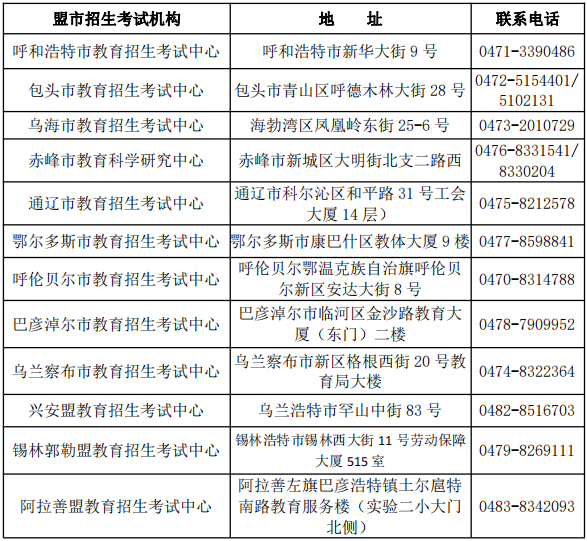 盟市招生考试机构 地 址 联系电话
呼和浩特市教育招生考试中心 呼和浩特市新华大街 9 号 0471-3390486
包头市教育招生考试中心 包头市青山区呼德木林大街 28 号 0472-5154401/
5102131
乌海市教育招生考试中心 海勃湾区凤凰岭东街 25-6 号 0473-2010729
赤峰市教育科学研究中心 赤峰市新城区大明街北支二路西 0476-8331541/
8330204
通辽市教育招生考试中心 通辽市科尔沁区和平路 31 号工会
大厦 14 层） 0475-8212578
鄂尔多斯市教育招生考试中心 鄂尔多斯市康巴什区教体大厦 9 楼 0477-8598841
呼伦贝尔市教育招生考试中心 呼伦贝尔鄂温克族自治旗呼伦贝
尔新区安达大街 8 号 0470-8314788
巴彦淖尔市教育招生考试中心 巴彦淖尔市临河区金沙路教育大
厦（东门）二楼 0478-7909952
乌兰察布市教育招生考试中心 乌兰察布市新区格根西街 20 号教
育局大楼 0474-8322364
兴安盟教育招生考试中心 乌兰浩特市罕山中街 83 号 0482-8516703
锡林郭勒盟教育招生考试中心 锡林浩特市锡林西大街 11 号劳动保障
大厦 515 室 0479-8269111
阿拉善盟教育招生考试中心 阿拉善左旗巴彦浩特镇土尔扈特
南路教育服务楼（实验二小大门
北侧） 0483-8342093